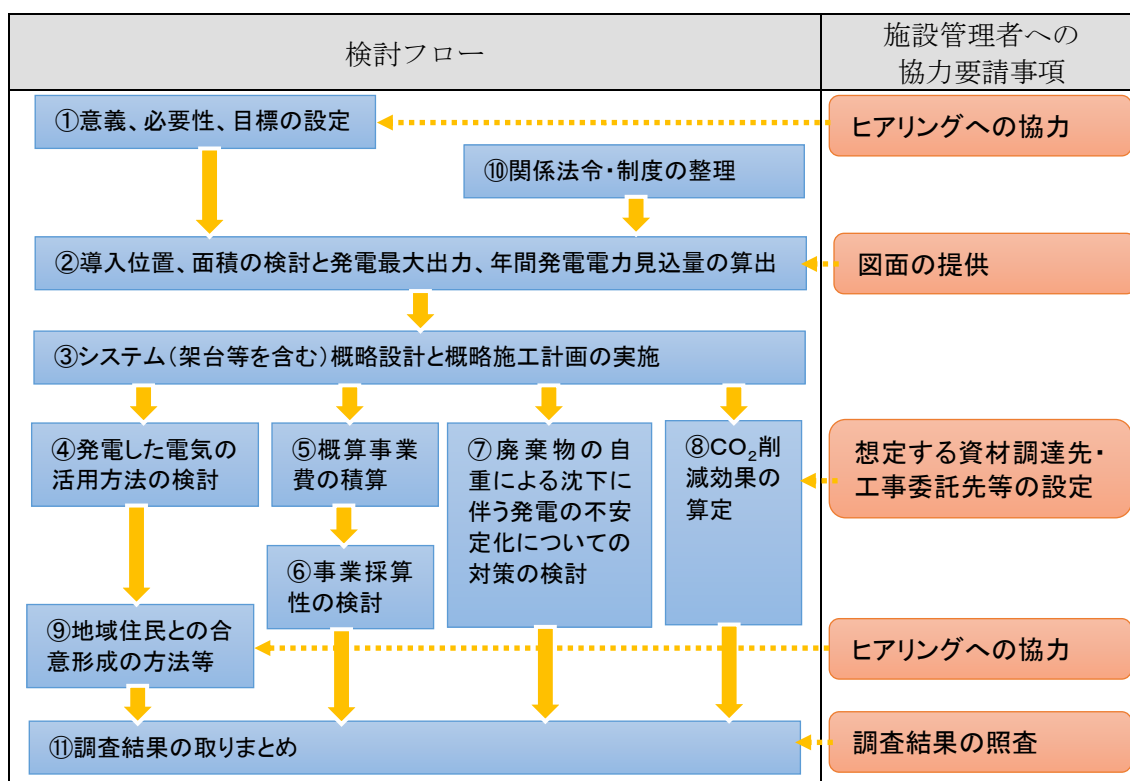 検討フロー
施設管理者への
協力要請事項
①意義、必要性、目標の設定
ヒアリングへの協力
⑩関係法令・制度の整理
②導入位置、面積の検討と発電最大出力、年間発電電力見込量の算出
図面の提供
③システム(架台等を含む)概略設計と概略施工計画の実施
④発電した電気の
活用方法の検討
⑤概算事業
費の積算
⑥事業採算
性の検討
⑦廃棄物の自
重による沈下に
伴う発電の不安
定化についての
対策の検討
⑧CO₂削
減効果の
算定
想定する資材調達先・
工事委託先等の設定
⑨地域住民との合
意形成の方法等
ヒアリングへの協力
⑪調査結果の取りまとめ
調査結果の照査